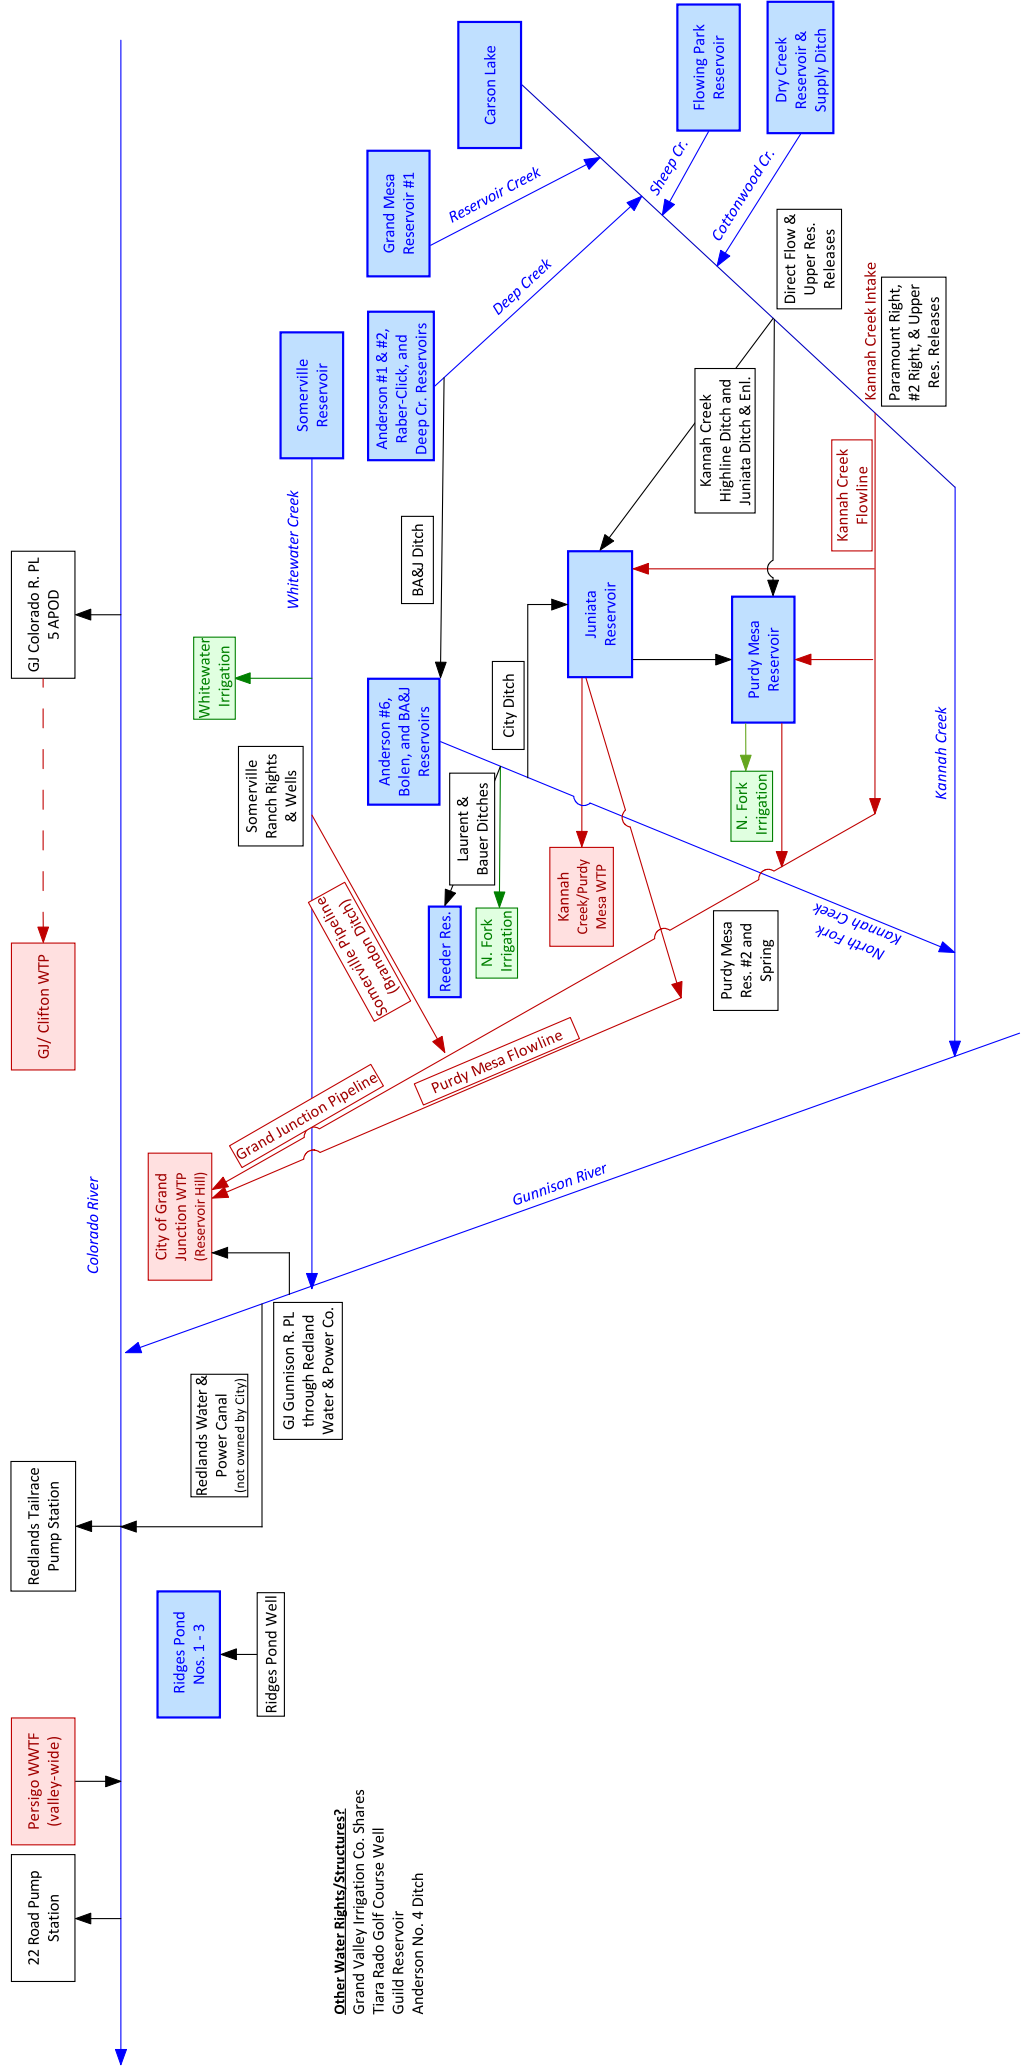 22 Road Pump
Station
Persigo WWTF
(valley-wide)
Redlands Tailrace
Pump Station
GJ/ Clifton WTP
GJ Colorado R. PL
5 APOD
Colorado River
Ridges Pond
Nos. 1 - 3
Ridges Pond Well
Redlands Water &
Power Canal
(not owned by City)
City of Grand
Junction WTP
(Reservoir Hill)
GJ Gunnison R. PL
through Redland
Water & Power Co.
Grand Junction Pipeline
Somerville Pipeline
(Brandon Ditch)
Somerville
Ranch Rights
& Wells
Whitewater
Irrigation
Whitewater Creek
Somerville
Reservoir
Other Water Rights/Structures?
Grand Valley Irrigation Co. Shares
Tiara Rado Golf Course Well
Guild Reservoir
Anderson No. 4 Ditch
Purdy Mesa Flowline
Gunnison River
Reeder Res.
N. Fork
Irrigation
Laurent &
Bauer Ditches
Anderson #6,
Bolen, and BA&J
Reservoirs
BA&J Ditch
Anderson #1 & #2,
Raber-Click, and
Deep Cr. Reservoirs
Grand Mesa
Reservoir #1
Reservoir Creek
Carson Lake
Deep Creek
City Ditch
Kannah
Creek/Purdy
Mesa WTP
Juniata
Reservoir
Kannah Creek
Highline Ditch and
Juniata Ditch & Enl.
Flowing Park
Reservoir
Sheep Cr.
Dry Creek
Reservoir &
Supply Ditch
Cottonwood Cr.
Direct Flow &
Upper Res.
Releases
Purdy Mesa
Res. #2 and
Spring
N. Fork
Irrigation
Purdy Mesa
Reservoir
Kannah Creek
Flowline
Kannah Creek Intake
Paramount Right,
#2 Right, & Upper
Res. Releases
North Fork
Kannah Creek
Kannah Creek